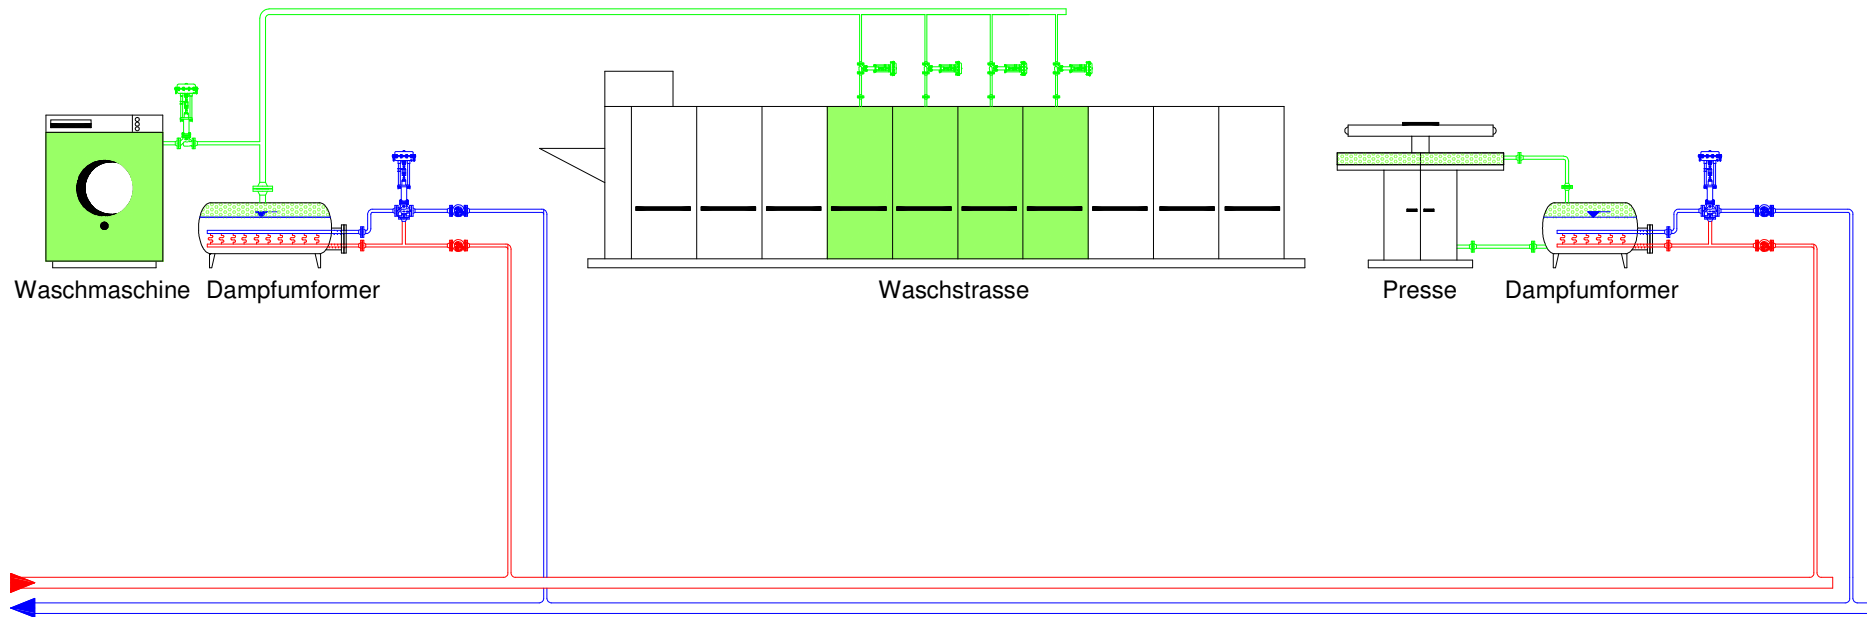 Waschmaschine
Dampfumformer
Waschstrasse
Presse
Dampfumformer